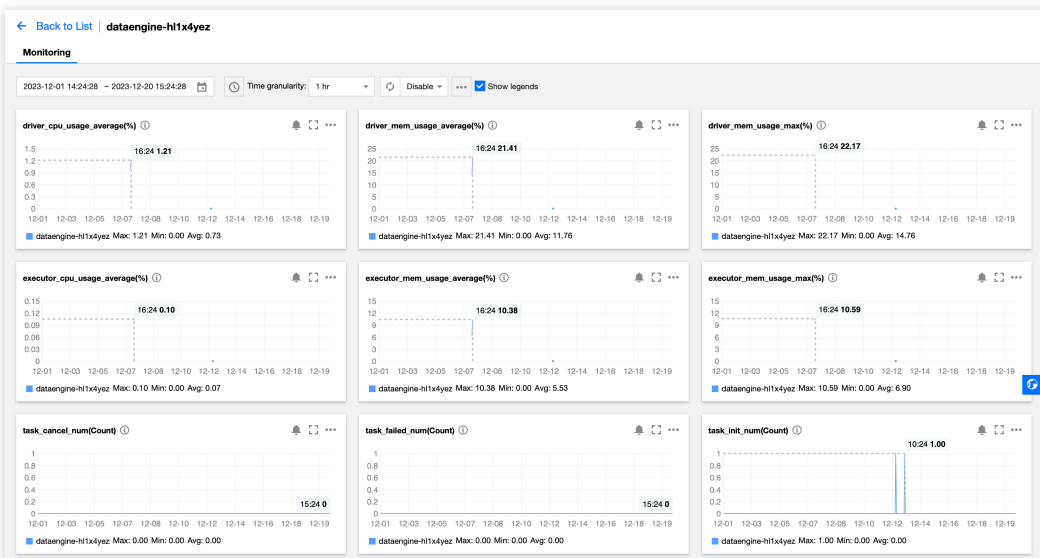 ← Back to List | dataengine-hl1x4yez
Monitoring
2023-12-01 14:24:28 ~ 2023-12-20 15:24:28 Time granularity: 1 hr Disable ••• Show legends
driver_cpu_usage_average(%)
16:24 1.21
1.5
1.2
0.9
0.6
0.3
0
12-01 12-03 12-05 12-07 12-08 12-10 12-12 12-14 12-16 12-18 12-19
dataengine-hl1x4yez Max: 1.21 Min: 0.00 Avg: 0.73
driver_mem_usage_average(%)
16:24 21.41
25
20
15
10
5
0
12-01 12-03 12-05 12-07 12-08 12-10 12-12 12-14 12-16 12-18 12-19
dataengine-hl1x4yez Max: 21.41 Min: 0.00 Avg: 11.76
driver_mem_usage_max(%)
16:24 22.17
25
20
15
10
5
0
12-01 12-03 12-05 12-07 12-08 12-10 12-12 12-14 12-16 12-18 12-19
dataengine-hl1x4yez Max: 22.17 Min: 0.00 Avg: 14.76
executor_cpu_usage_average(%)
0.15
16:24 0.10
0.12
0.09
0.06
0.03
0
12-01 12-03 12-05 12-07 12-08 12-10 12-12 12-14 12-16 12-18 12-19
dataengine-hl1x4yez Max: 0.10 Min: 0.00 Avg: 0.07
executor_mem_usage_average(%)
15
16:24 10.38
12
9
6
3
0
12-01 12-03 12-05 12-07 12-08 12-10 12-12 12-14 12-16 12-18 12-19
dataengine-hl1x4yez Max: 10.38 Min: 0.00 Avg: 5.53
executor_mem_usage_max(%)
15
16:24 10.59
12
9
6
3
0
12-01 12-03 12-05 12-07 12-08 12-10 12-12 12-14 12-16 12-18 12-19
dataengine-hl1x4yez Max: 10.59 Min: 0.00 Avg: 6.90
task_cancel_num(Count)
1
0.8
0.6
0.4
0.2
15:24 0
0
12-01 12-03 12-05 12-07 12-08 12-10 12-12 12-14 12-16 12-18 12-19
dataengine-hl1x4yez Max: 0.00 Min: 0.00 Avg: 0.00
task_failed_num(Count)
1
0.8
0.6
0.4
0.2
15:24 0
0
12-01 12-03 12-05 12-07 12-08 12-10 12-12 12-14 12-16 12-18 12-19
dataengine-hl1x4yez Max: 0.00 Min: 0.00 Avg: 0.00
task_init_num(Count)
10:24 1.00
1
0.8
0.6
0.4
0.2
0
12-01 12-03 12-05 12-07 12-08 12-10 12-12 12-14 12-16 12-18 12-19
dataengine-hl1x4yez Max: 1.00 Min: 0.00 Avg: 0.00